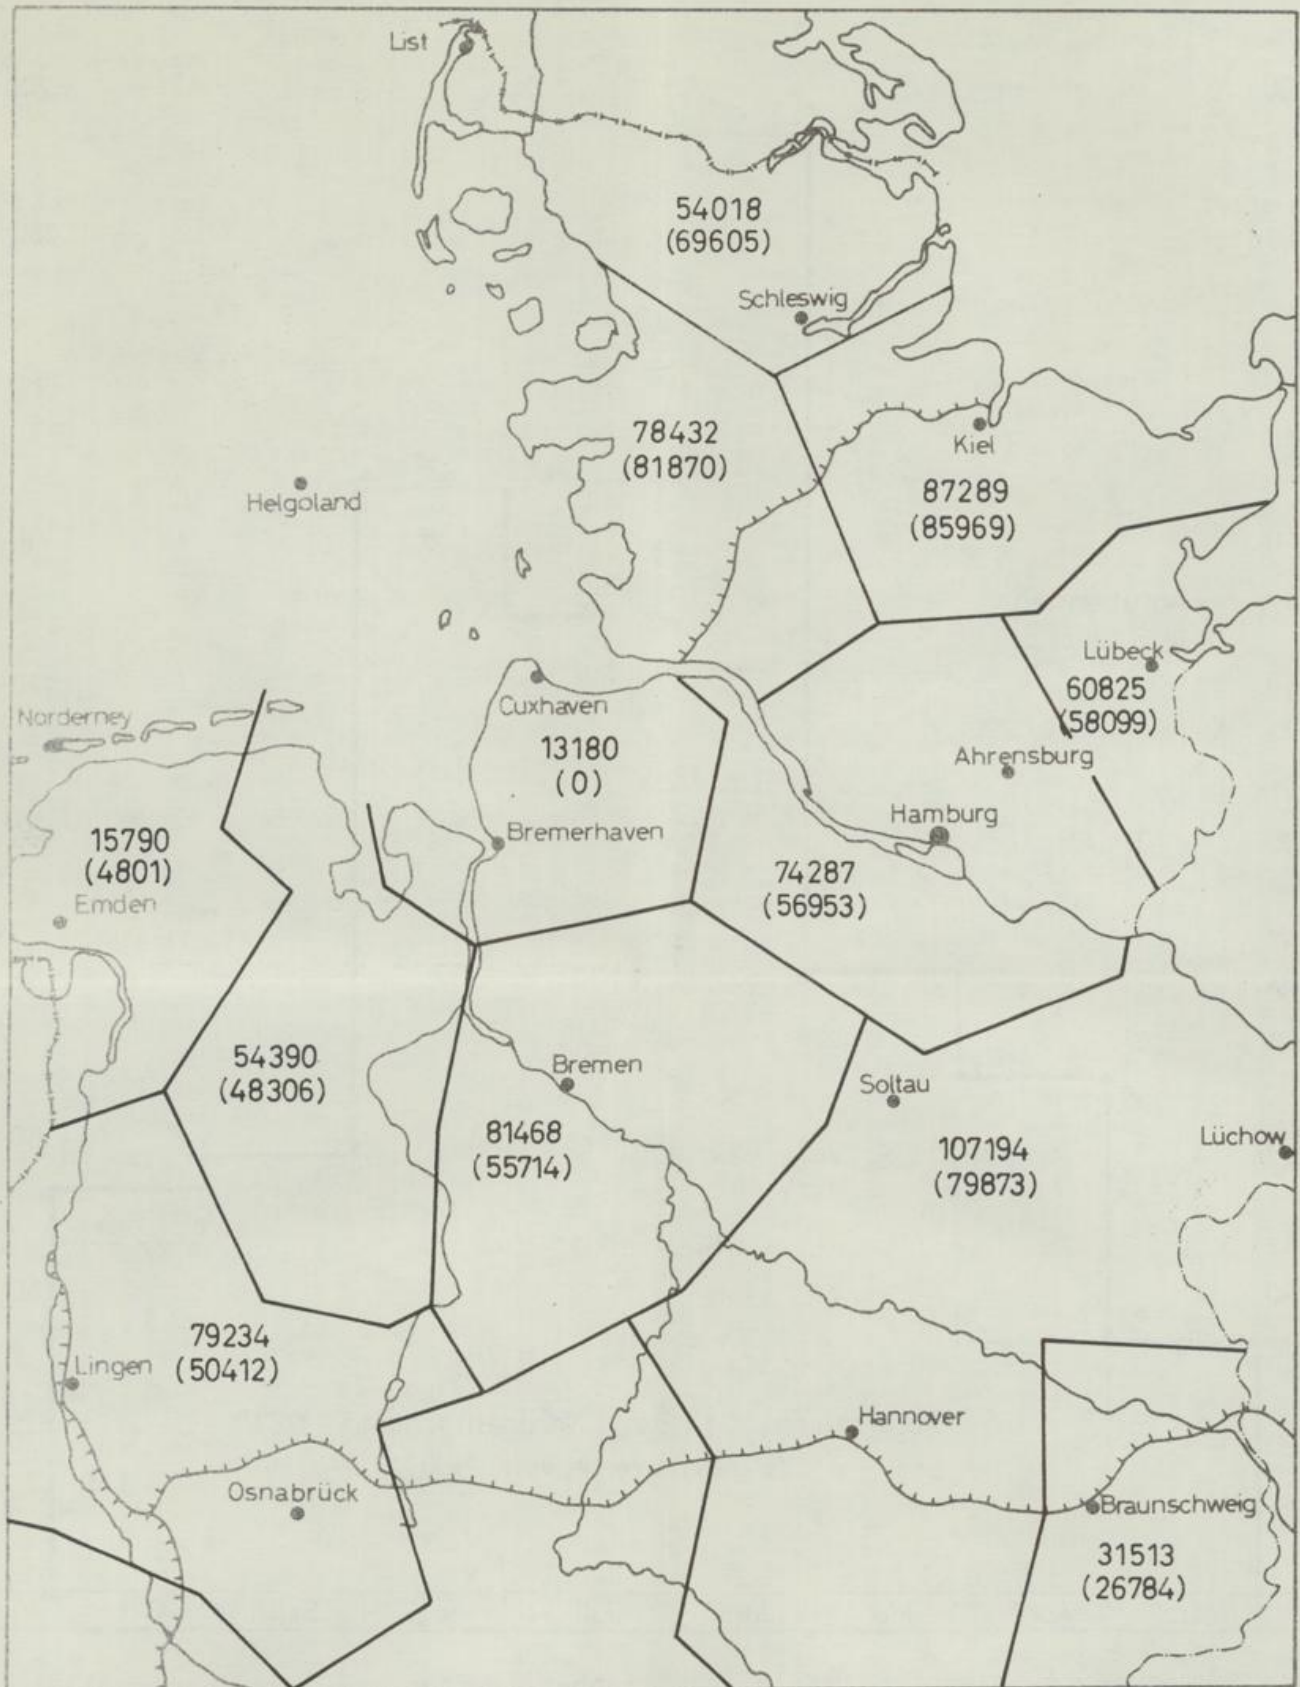 List
54018
(69605)
Schleswig
78432
(81870)
Kiel
87289
(85969)
Helgoland
Lübeck
60825
(58099)
Cuxhaven
Norderney
13180
(0)
Ahrensburg
Hamburg
Bremerhaven
15790
(4801)
74287
(56953)
Emden
54390
(48306)
Bremen
Soltau
81468
(55714)
107194
(79873)
Lüchow
79234
(50412)
Lingen
Hannover
Osnabrück
Braunschweig
31513
(26784)